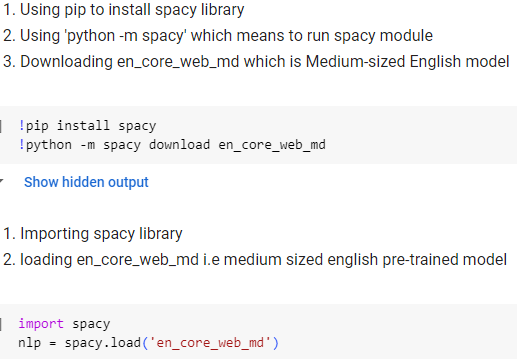 1. Using pip to install spacy library
2. Using 'python -m spacy' which means to run spacy module
3. Downloading en_core_web_md which is Medium-sized English model
!pip install spacy
!python -m spacy download en_core_web_md
Show hidden output
1. Importing spacy library
2. loading en_core_web_md i.e medium sized english pre-trained model
import spacy
nlp = spacy.load('en_core_web_md')